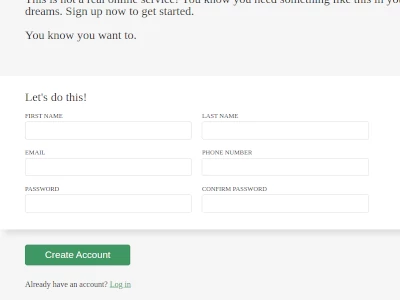 This is not a real online service! You know you need something like this in
dreams. Sign up now to get started.
You know you want to.
Let's do this!
FIRST NAME
LAST NAME
EMAIL
PHONE NUMBER
PASSWORD
CONFIRM PASSWORD
Create Account
Already have an account? Log in